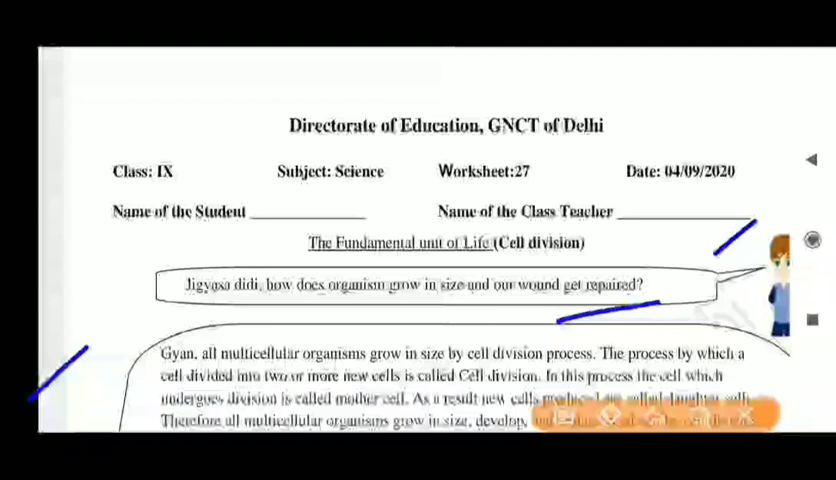 Directorate of Education, GNCT of Delhi
Class: IX Subject: Science Worksheet:27 Date: 04/09/2020
Name of the Student Name of the Class Teacher
The Fundamental unit of Life (Cell division)
Jigyasa didi, how does organism grow in size and our wound get repaired?
Gyan, all multicellular organisms grow in size by cell division process. The process by which a
cell divided into two or more new cells is called Cell division. In this process the cell which
undergoes division is called mother cell. As a result new cells produced are called daughter cell.
Therefore all multicellular organisms grow in size, develop,